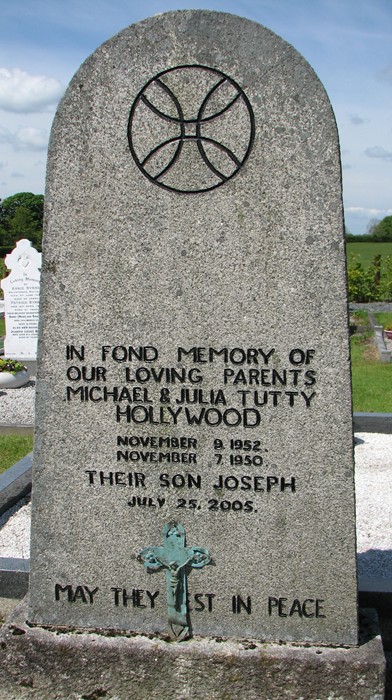 IN FOND MEMORY OF
OUR LOVING PARENTS
MICHAEL & JULIA TUTTY
HOLLYWOOD
NOVEMBER 9. 1952.
NOVEMBER 7. 1950.
THEIR SON JOSEPH
JULY 25. 2005.
MAY THEY ST IN PEACE